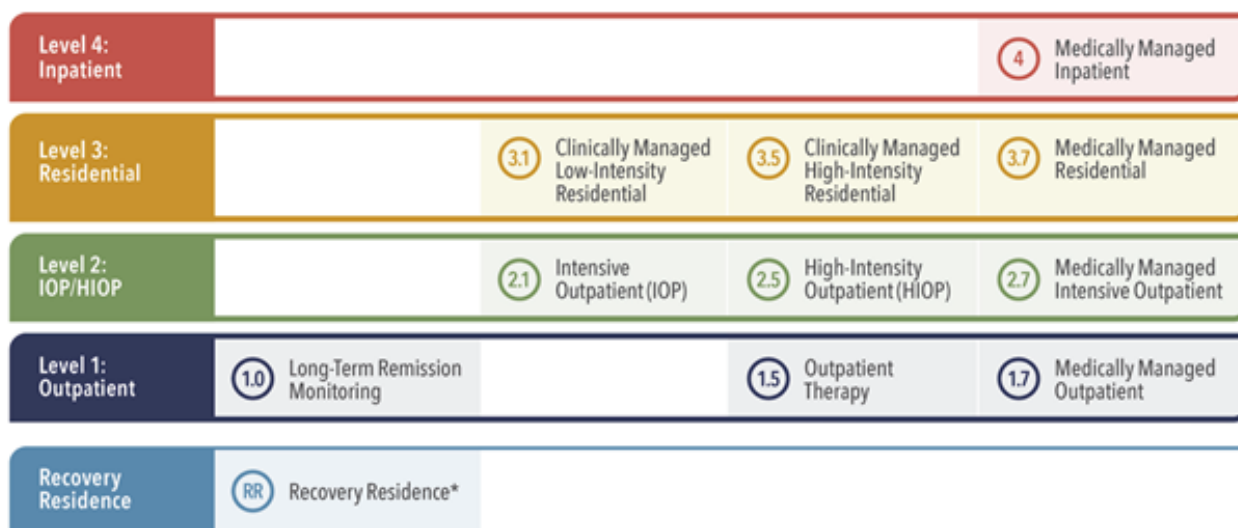 Level 4:
Inpatient
4
Medically Managed
Inpatient
Level 3:
Residential
3.1
Clinically Managed
Low-Intensity
Residential
3.5
Clinically Managed
High-Intensity
Residential
3.7
Medically Managed
Residential
Level 2:
IOP/HIOP
2.1
Intensive
Outpatient (IOP)
2.5
High-Intensity
Outpatient (HIOP)
2.7
Medically Managed
Intensive Outpatient
Level 1:
Outpatient
1.0
Long-Term Remission
Monitoring
1.5
Outpatient
Therapy
1.7
Medically Managed
Outpatient
Recovery
Residence
RR
Recovery Residence*